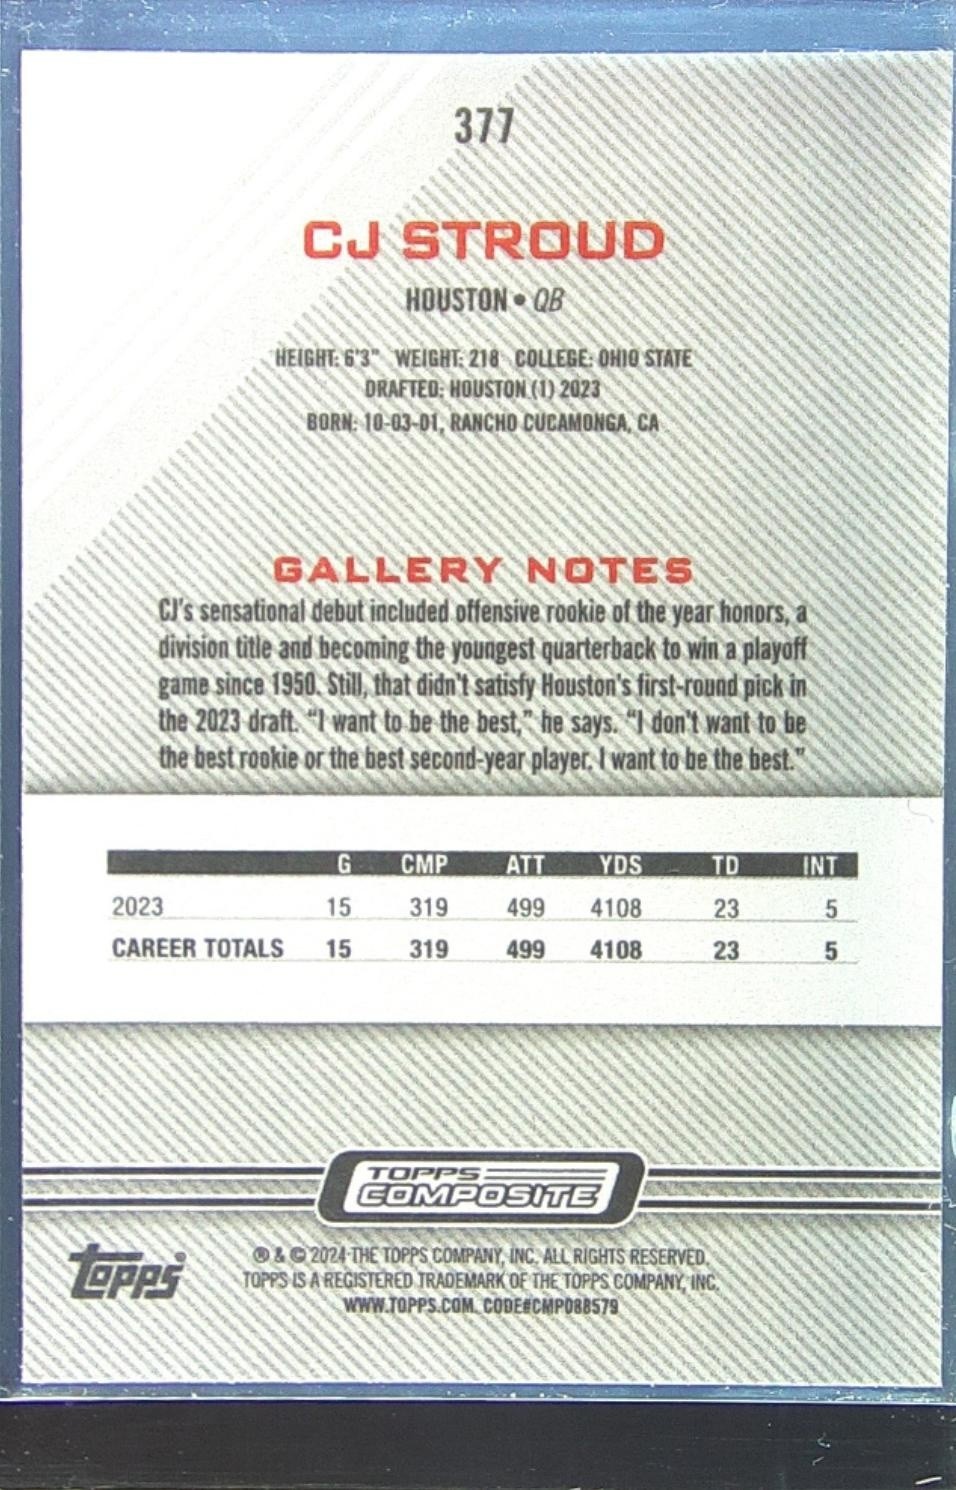 377
CJ STROUD
HOUSTON • QB
HEIGHT: 6'3" WEIGHT: 218 COLLEGE: OHIO STATE
DRAFTED: HOUSTON (1) 2023
BORN: 10-03-01, RANCHO CUCAMONGA, CA
GALLERY NOTES
CJ's sensational debut included offensive rookie of the year honors, a
division title and becoming the youngest quarterback to win a playoff
game since 1950. Still, that didn't satisfy Houston's first-round pick in
the 2023 draft. “I want to be the best,” he says. “I don't want to be
the best rookie or the best second-year player. I want to be the best.”
G CMP ATT YDS TD INT
2023 15 319 499 4108 23 5
CAREER TOTALS 15 319 499 4108 23 5
TOPPS
COMPOSITE
topps
® & © 2024 THE TOPPS COMPANY, INC. ALL RIGHTS RESERVED.
TOPPS IS A REGISTERED TRADEMARK OF THE TOPPS COMPANY, INC.
WWW.TOPPS.COM. CODE#CMP088579